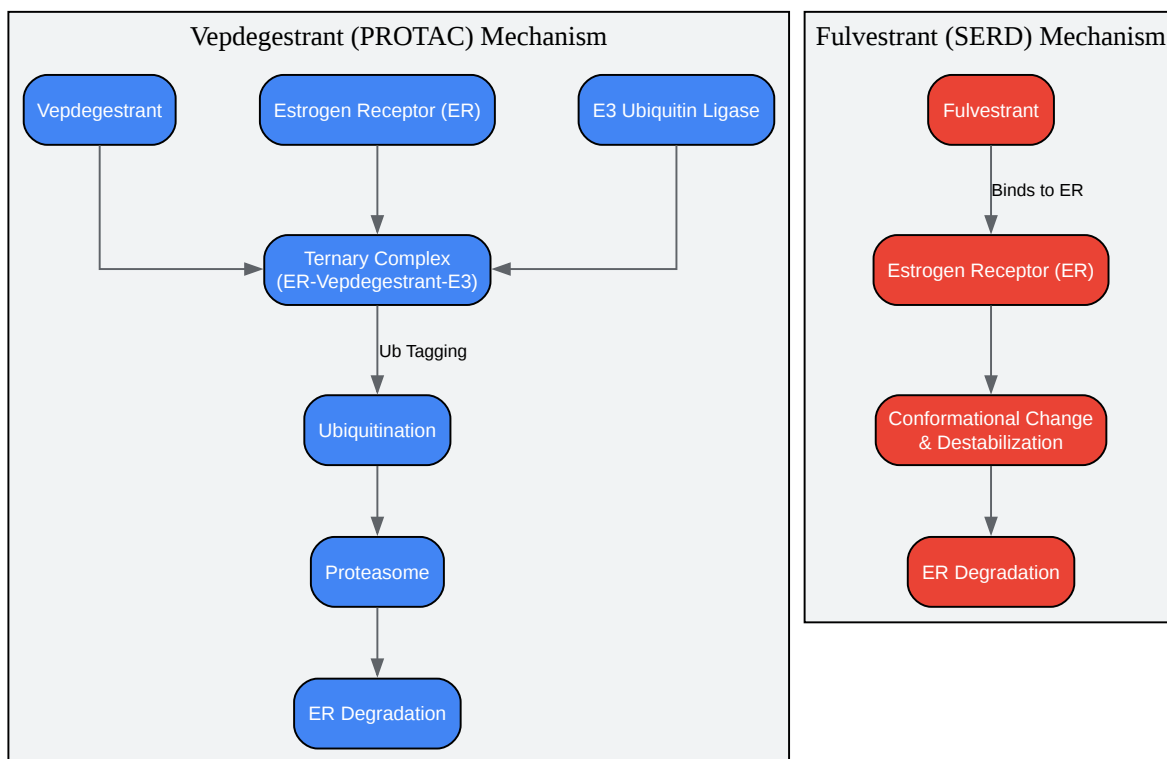 Vepdegestrant (PROTAC) Mechanism
Vepdegestrant
Estrogen Receptor (ER)
E3 Ubiquitin Ligase
Ternary Complex
(ER-Vepdegestrant-E3)
Ub Tagging
Ubiquitination
Proteasome
ER Degradation
Fulvestrant (SERD) Mechanism
Fulvestrant
Binds to ER
Estrogen Receptor (ER)
Conformational Change
& Destabilization
ER Degradation